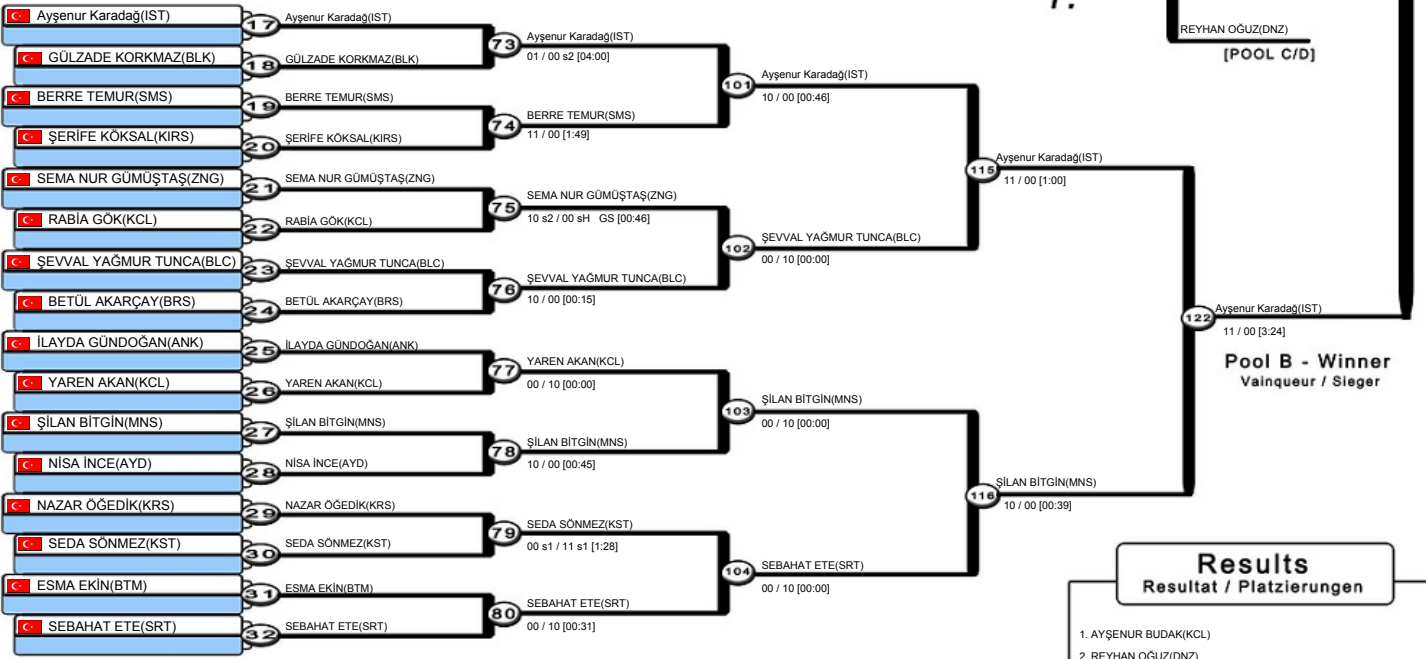 Ayşenur Karadağ(IST)
GÜLZADE KORKMAZ(BLK)
BERRE TEMUR(SMS)
ŞERİFE KÖKSAL(KIRS)
SEMA NUR GÜMÜŞTAŞ(ZNG)
RABİA GÖK(KCL)
ŞEVVAL YAĞMUR TUNCA(BLC)
BETÜL AKARÇAY(BRS)
İLAYDA GÜNDOĞAN(ANK)
YAREN AKAN(KCL)
ŞİLAN BİTGİN(MNS)
NİSA İNCE(AYD)
NAZAR ÖĞEDİK(KRS)
SEDA SÖNMEZ(KST)
ESMA EKİN(BTM)
SEBAHAT ETE(SRT)
17 Ayşenur Karadağ(IST)
18 GÜLZADE KORKMAZ(BLK)
19 BERRE TEMUR(SMS)
20 ŞERİFE KÖKSAL(KIRS)
21 SEMA NUR GÜMÜŞTAŞ(ZNG)
22 RABİA GÖK(KCL)
23 ŞEVVAL YAĞMUR TUNCA(BLC)
24 BETÜL AKARÇAY(BRS)
25 İLAYDA GÜNDOĞAN(ANK)
26 YAREN AKAN(KCL)
27 ŞİLAN BİTGİN(MNS)
28 NİSA İNCE(AYD)
29 NAZAR ÖĞEDİK(KRS)
30 SEDA SÖNMEZ(KST)
31 ESMA EKİN(BTM)
32 SEBAHAT ETE(SRT)
73 Ayşenur Karadağ(IST)
01 / 00 s2 [04:00]
74 BERRE TEMUR(SMS)
11 / 00 [1:49]
75 SEMA NUR GÜMÜŞTAŞ(ZNG)
10 s2 / 00 sH GS [00:46]
76 ŞEVVAL YAĞMUR TUNCA(BLC)
10 / 00 [00:15]
77 YAREN AKAN(KCL)
00 / 10 [00:00]
78 ŞİLAN BİTGİN(MNS)
10 / 00 [00:45]
79 SEDA SÖNMEZ(KST)
00 s1 / 11 s1 [1:28]
80 SEBAHAT ETE(SRT)
00 / 10 [00:31]
101 Ayşenur Karadağ(IST)
10 / 00 [00:46]
102 ŞEVVAL YAĞMUR TUNCA(BLC)
00 / 10 [00:00]
103 ŞİLAN BİTGİN(MNS)
00 / 10 [00:00]
104 SEBAHAT ETE(SRT)
00 / 10 [00:00]
115 Ayşenur Karadağ(IST)
11 / 00 [1:00]
116 ŞİLAN BİTGİN(MNS)
10 / 00 [00:39]
122 Ayşenur Karadağ(IST)
11 / 00 [3:24]
Pool B - Winner
Vainqueur / Sieger
REYHAN OĞUZ(DNZ)
[POOL C/D]
Results
Resultat / Platzierungen
1. AYŞENUR BUDAK(KCL)
2. REYHAN OĞUZ(DNZ)